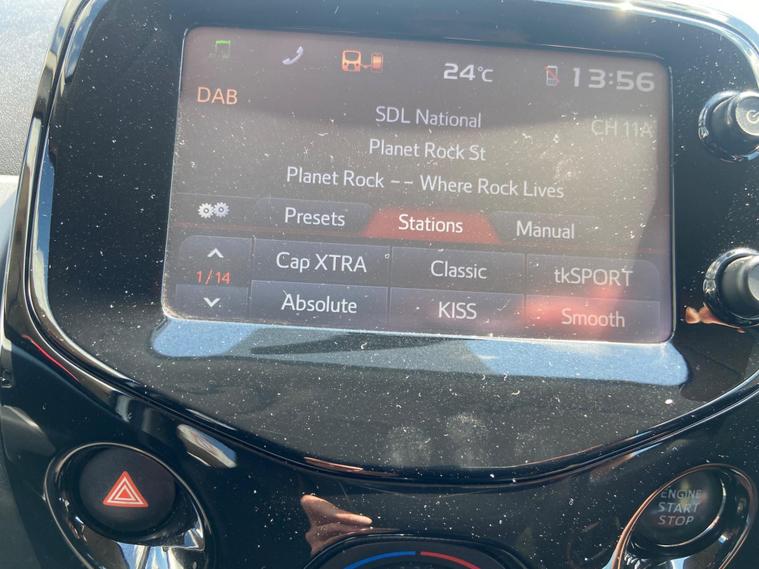 24°C 13:56
DAB
SDL National
CH 11A
Planet Rock St
Planet Rock -- Where Rock Lives
Presets Stations Manual
1/14
Cap XTRA Classic tkSPORT
Absolute KISS Smooth
ENGINE
START
STOP